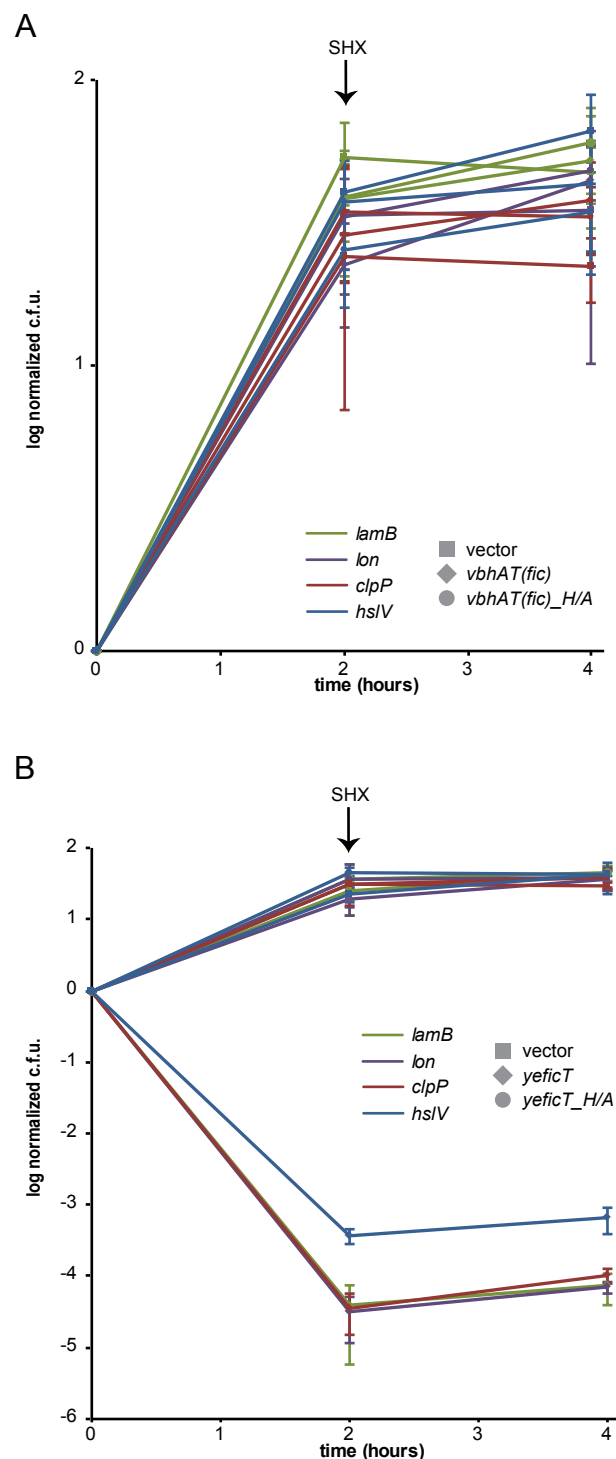 A
SHX
2
1
0
log normalized c.f.u.
lamB
lon
clpP
hslV
vector
vbhAT(fic)
vbhAT(fic)_H/A
0 1 2 3 4
time (hours)
B
SHX
2
1
0
-1
-2
-3
-4
-5
-6
log normalized c.f.u.
lamB
lon
clpP
hslV
vector
yeficT
yeficT_H/A
0 1 2 3 4
time (hours)